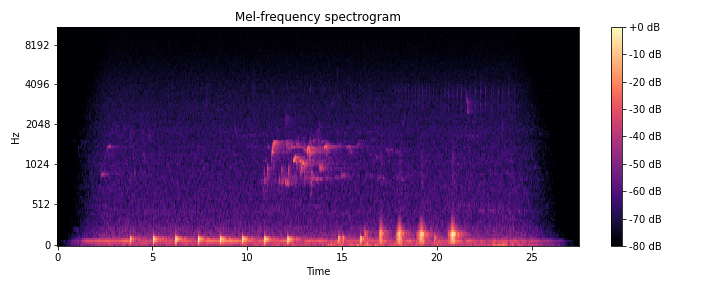 Mel-frequency spectrogram
+0 dB
8192
-10 dB
4096
-20 dB
-30 dB
2048
Hz
-40 dB
1024
-50 dB
-60 dB
512
-70 dB
0
-80 dB
0 5 10 15 20 25
Time